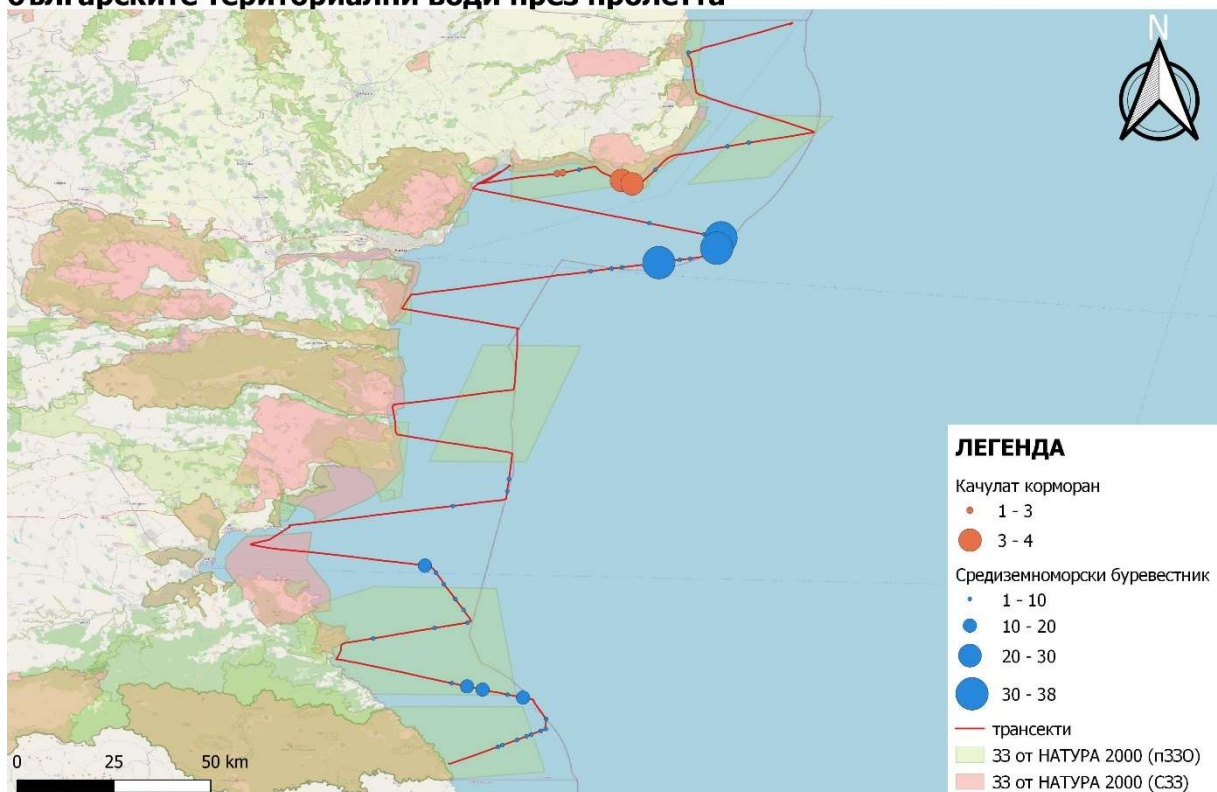 българските териториални води през пролетта
N
ЛЕГЕНДА
Качулат корморан
1 - 3
3 - 4
Средиземноморски буревестник
1 - 10
10 - 20
20 - 30
30 - 38
трансекти
ЗЗ от НАТУРА 2000 (пЗЗО)
ЗЗ от НАТУРА 2000 (СЗЗ)
0 25 50 km